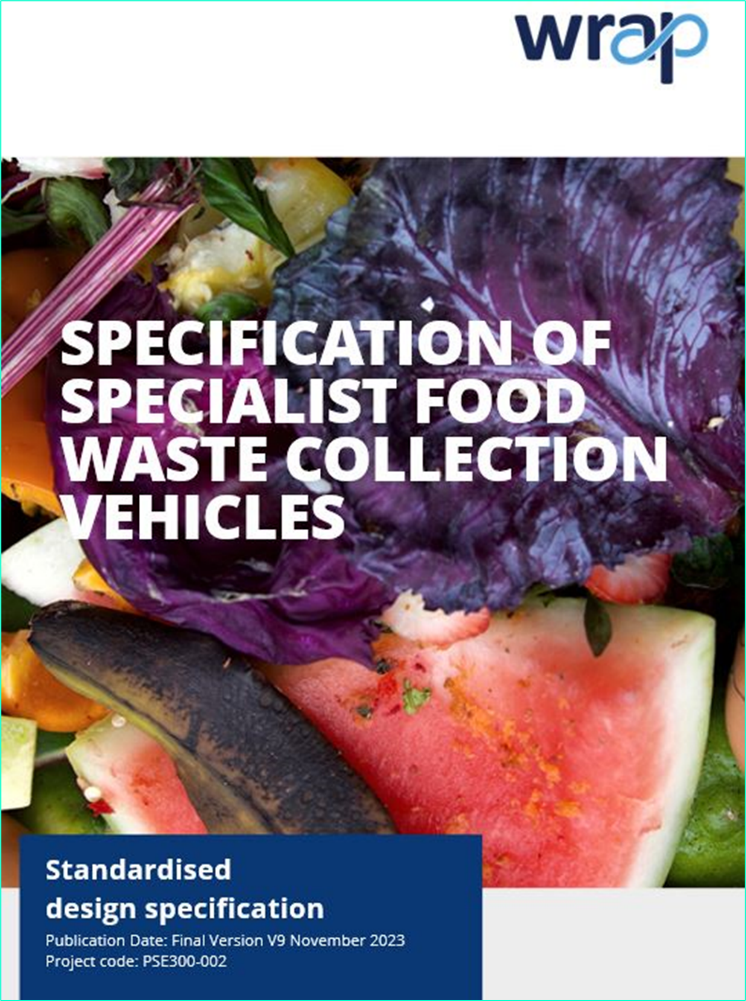 wrap
SPECIFICATION OF
SPECIALIST FOOD
WASTE COLLECTION
VEHICLES
Standardised
design specification
Publication Date: Final Version V9 November 2023
Project code: PSE300-002